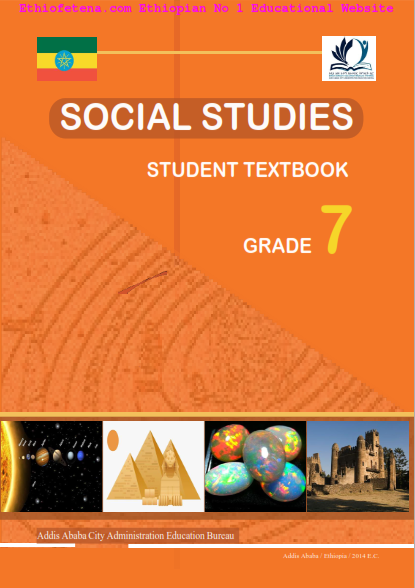 Ethiofetena.com Ethiopian No 1 Educational Website
SOCIAL STUDIES
STUDENT TEXTBOOK
GRADE 7
Addis Ababa City Administration Education Bureau
Addis Ababa / Ethiopia / 2014 E.C.